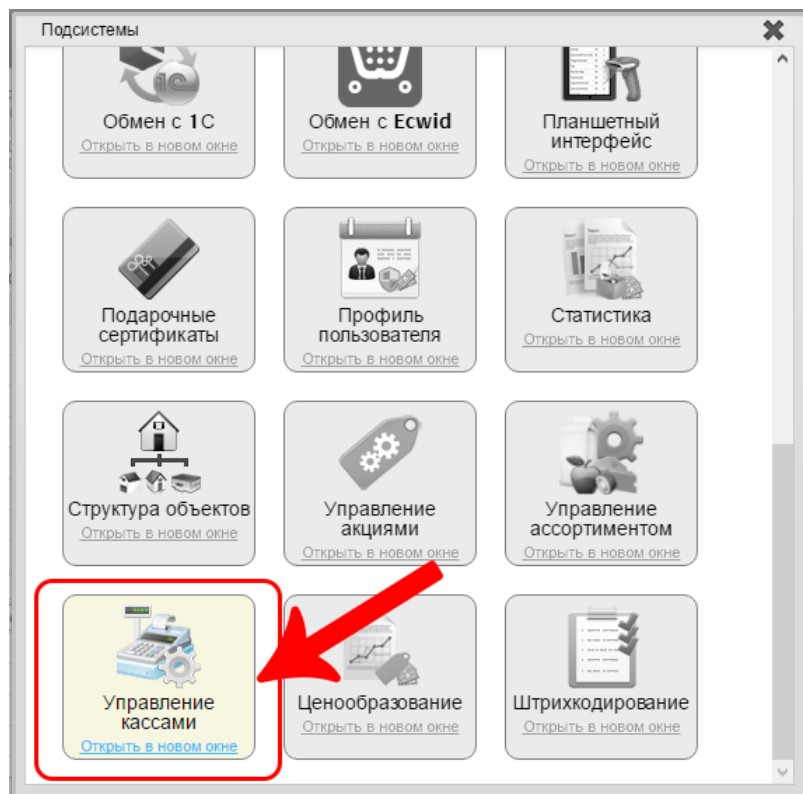 Подсистемы
Обмен с 1С
Открыть в новом окне
Обмен с Ecwid
Открыть в новом окне
Планшетный
интерфейс
Открыть в новом окне
Подарочные
сертификаты
Открыть в новом окне
Профиль
пользователя
Открыть в новом окне
Статистика
Открыть в новом окне
Структура объектов
Открыть в новом окне
Управление
акциями
Открыть в новом окне
Управление
ассортиментом
Открыть в новом окне
Управление
кассами
Открыть в новом окне
Ценообразование
Открыть в новом окне
Штрихкодирование
Открыть в новом окне